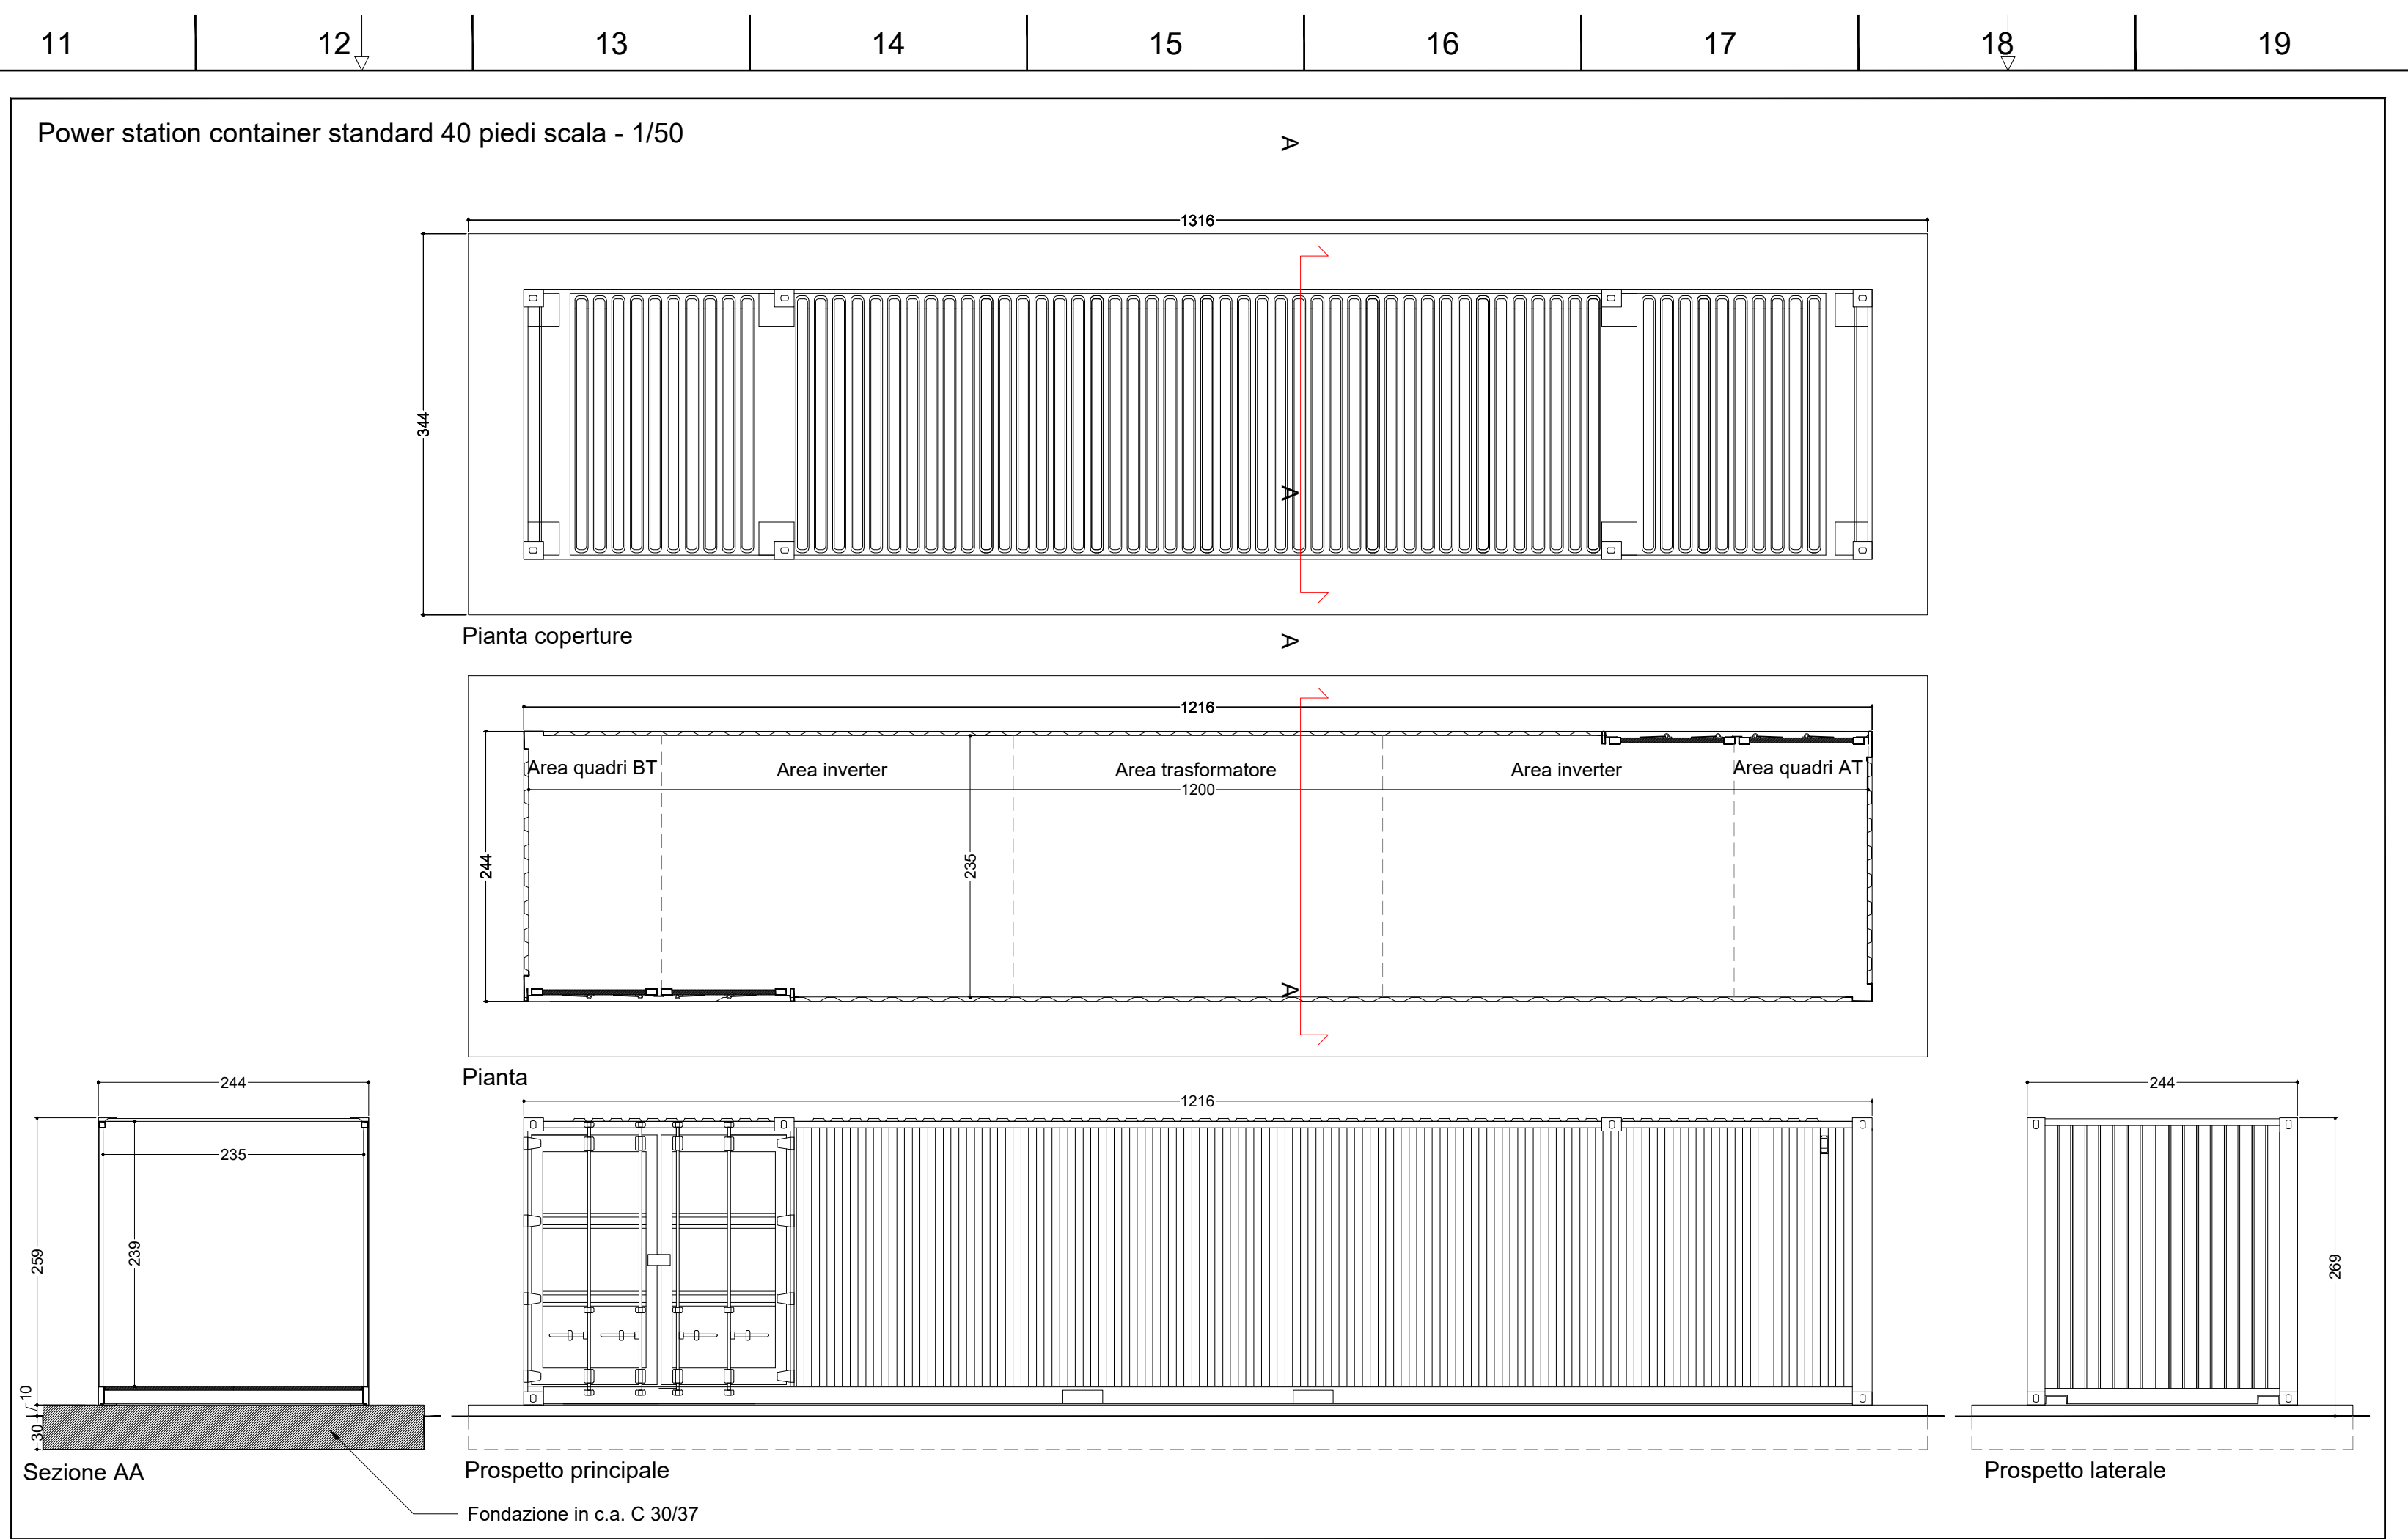 11 12 13 14 15 16 17 18 19
Power station container standard 40 piedi scala - 1/50
A
1316
344
A
Pianta coperture
A
1216
Area quadri BT Area inverter Area trasformatore Area inverter Area quadri AT
1200
244
235
A
Pianta
244
1216
244
235
259
239
269
10
30
Sezione AA
Prospetto principale
Prospetto laterale
Fondazione in c.a. C 30/37